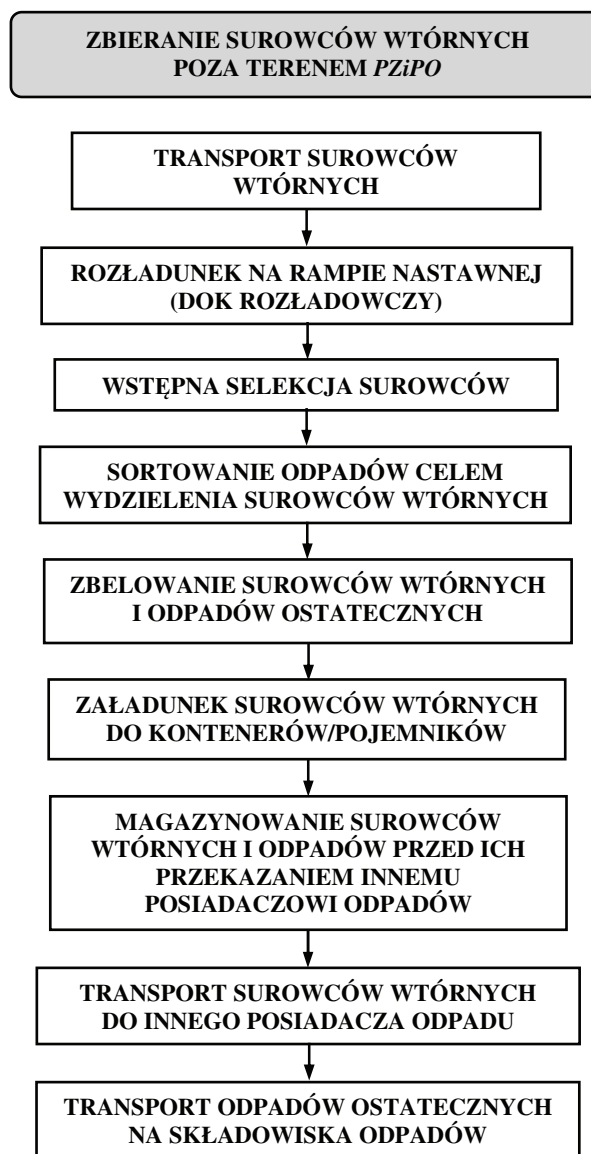 ZBIERANIE SUROWCÓW WTÓRNYCH
POZA TERENEM PZiPO
TRANSPORT SUROWCÓW
WTÓRNYCH
ROZŁADUNEK NA RAMPIE NASTAWNEJ
(DOK ROZŁADOWCZY)
WSTĘPNA SELEKCJA SUROWCÓW
SORTOWANIE ODPADÓW CELEM
WYDZIELENIA SUROWCÓW WTÓRNYCH
ZBELOWANIE SUROWCÓW WTÓRNYCH
I ODPADÓW OSTATECZNYCH
ZAŁADUNEK SUROWCÓW WTÓRNYCH
DO KONTENERÓW/POJEMNIKÓW
MAGAZYNOWANIE SUROWCÓW
WTÓRNYCH I ODPADÓW PRZED ICH
PRZEKAZANIEM INNEMU
POSIADACZOWI ODPADÓW
TRANSPORT SUROWCÓW WTÓRNYCH
DO INNEGO POSIADACZA ODPADU
TRANSPORT ODPADÓW OSTATECZNYCH
NA SKŁADOWISKA ODPADÓW